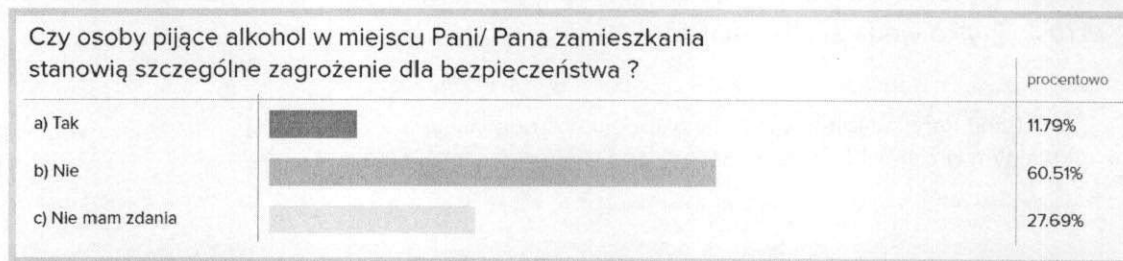 Czy osoby pijące alkohol w miejscu Pani/ Pana zamieszkania
stanowią szczególne zagrożenie dla bezpieczeństwa ?
procentowo
a) Tak 11.79%
b) Nie 60.51%
c) Nie mam zdania 27.69%